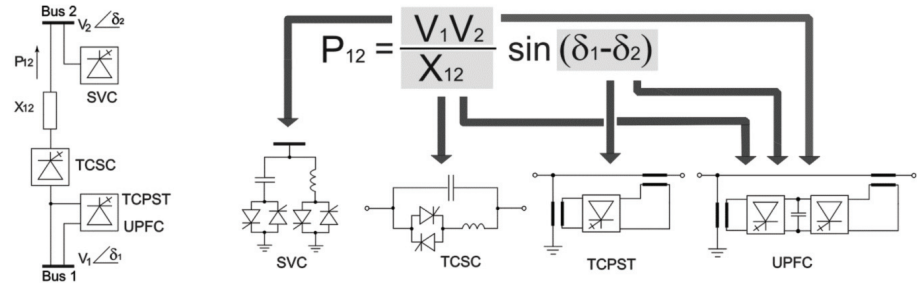 Bus 2
V2∠δ2
P12
SVC
X12
TCSC
TCPST
UPFC
V1∠δ1
Bus 1
P12 = V1V2 / X12 sin (δ1-δ2)
SVC
TCSC
TCPST
UPFC